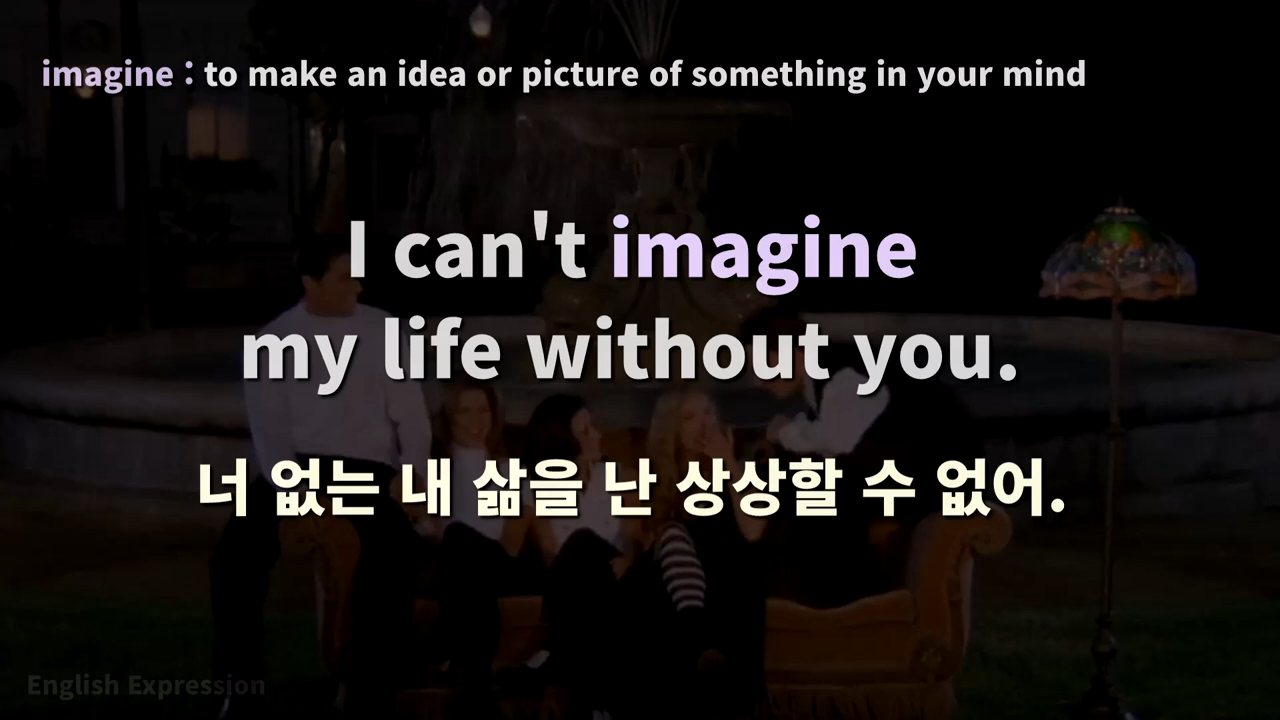 imagine : to make an idea or picture of something in your mind
I can't imagine
my life without you.
너 없는 내 삶을 난 상상할 수 없어.
English Expression